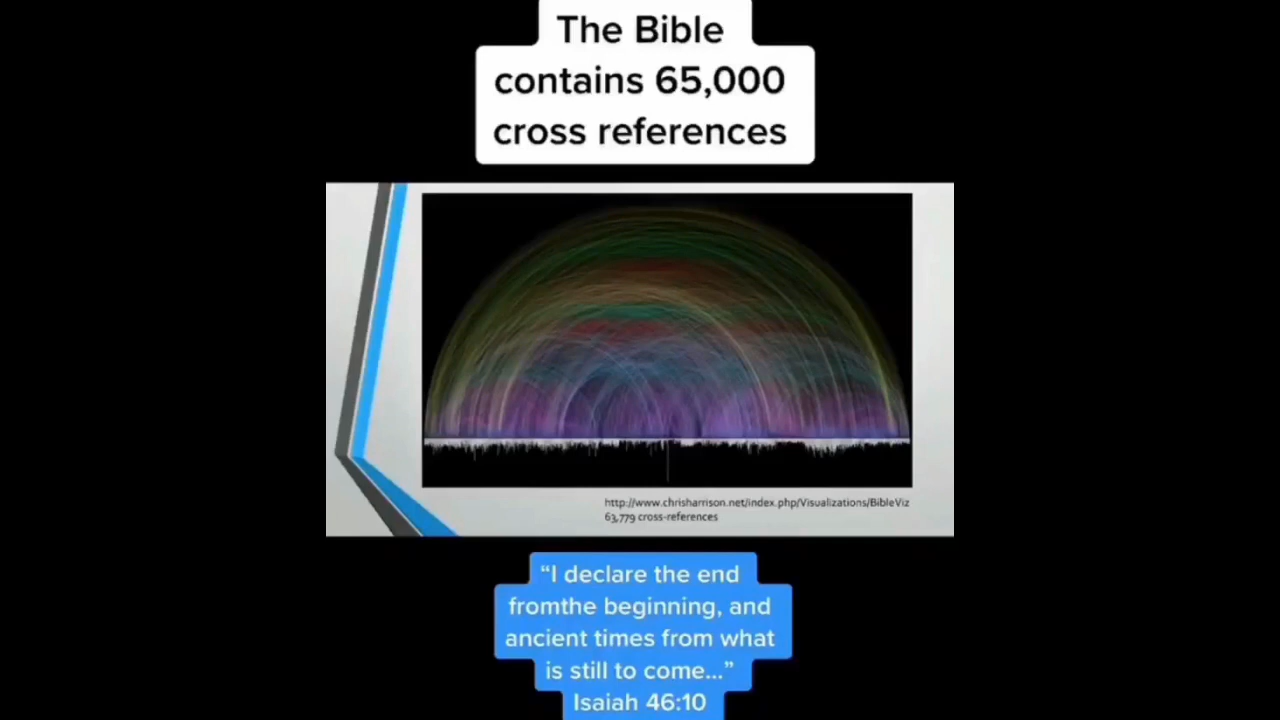 The Bible
contains 65,000
cross references
http://www.chrisharrison.net/index.php/Visualizations/BibleViz
63,779 cross-references
“I declare the end
fromthe beginning, and
ancient times from what
is still to come...”
Isaiah 46:10